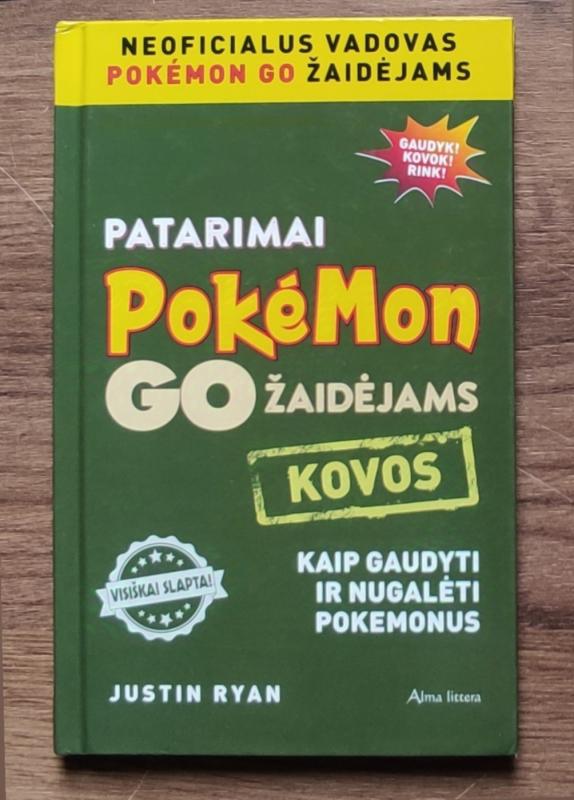 NEOFICIALUS VADOVAS
POKÉMON GO ŽAIDĖJAMS
GAUDYK!
KOVOK!
RINK!
PATARIMAI
PokéMon
GO ŽAIDĖJAMS
KOVOS
KAIP GAUDYTI
IR NUGALĖTI
POKEMONUS
VISIŠKAI SLAPTA!
JUSTIN RYAN
Alma littera